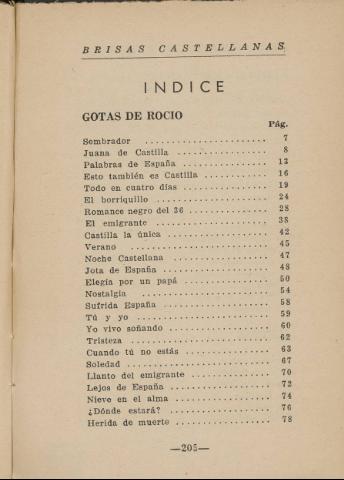 BRISAS CASTELLANAS
INDICE
GOTAS DE ROCIO
Pág.
Sembrador ........................ 7
Juana de Castilla .................. 8
Palabras de España ................ 13
Esto también es Castilla ............ 16
Todo en cuatro días ................ 19
El borriquillo ...................... 24
Romance negro del 36 .............. 28
El emigrante ...................... 38
Castilla la única .................... 42
Verano .......................... 45
Noche Castellana .................. 47
Jota de España .................... 48
Elegía por un papá ................ 50
Nostalgia ........................ 54
Sufrida España .................... 58
Tú y yo .......................... 59
Yo vivo soñando .................. 60
Tristeza .......................... 62
Cuando tú no estás ................ 63
Soledad .......................... 67
Llanto del emigrante .............. 70
Lejos de España .................. 72
Nieve en el alma .................. 74
¿Dónde estará? .................... 76
Herida de muerte .................. 78
—205—